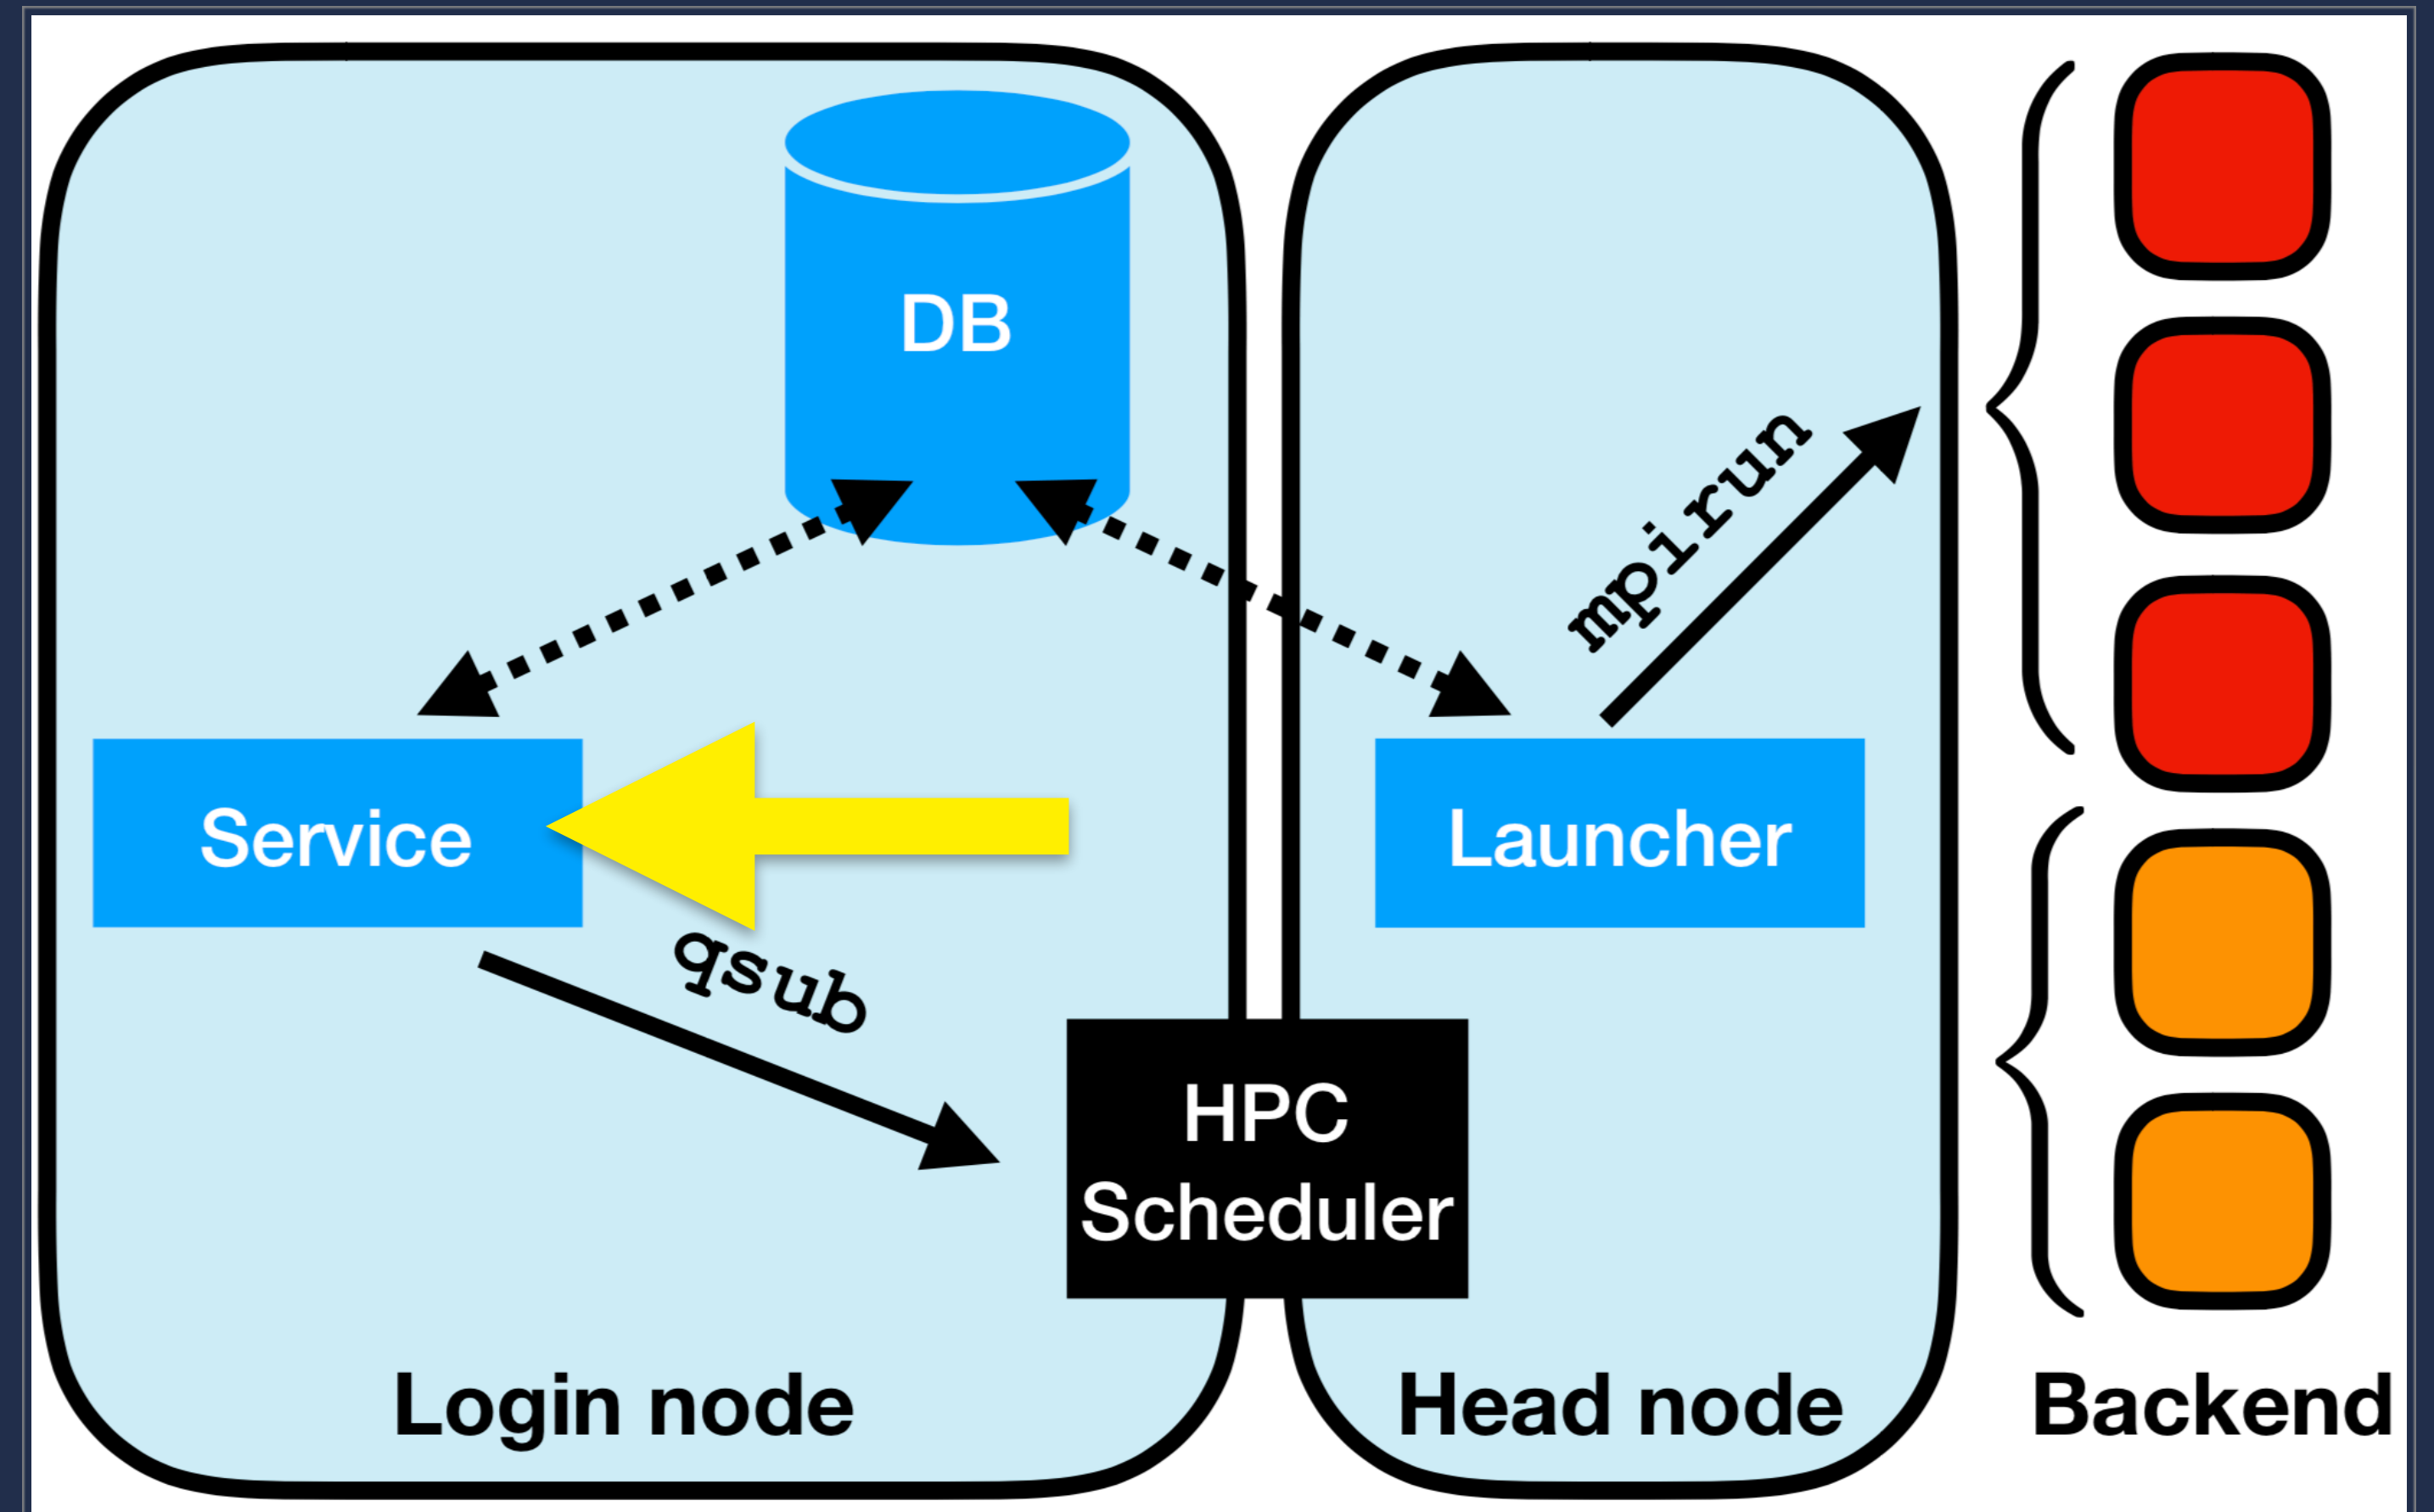 DB
mpirun
Service
Launcher
qsub
HPC
Scheduler
Login node
Head node
Backend